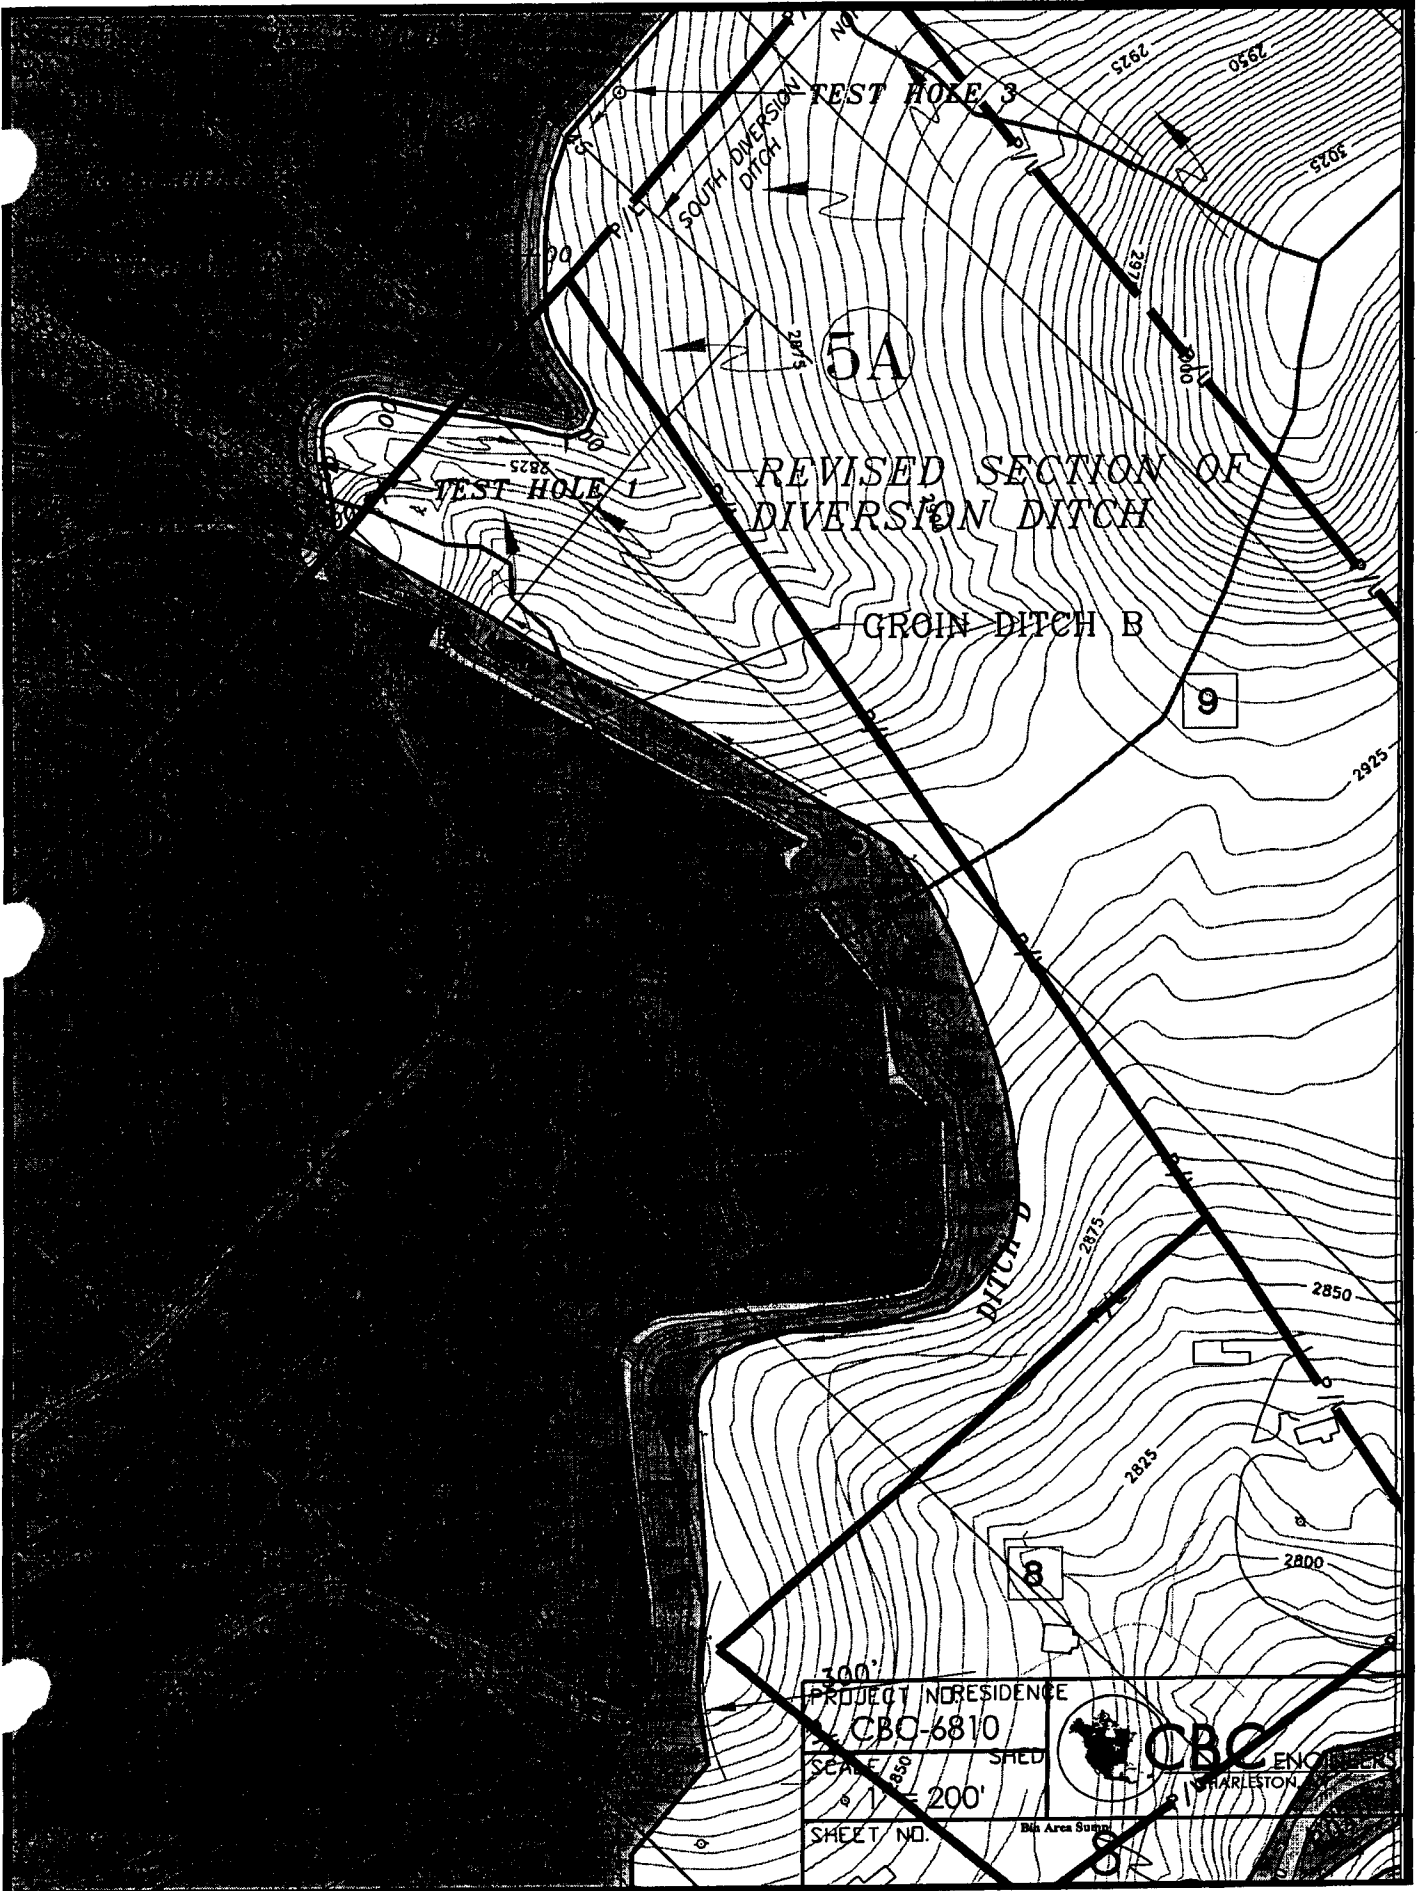 2925
2950
TEST HOLE 3
SOUTH DIVERSION
DITCH
3025
P/L
2875
5A
REVISED SECTION OF
DIVERSION DITCH
2825
TEST HOLE 1
2900
GROIN DITCH B
9
2925
DITCH D
2875
2850
2825
2800
8
300'
PROJECT NO.
RESIDENCE
CBC-6810
SHED
SCALE
2850
1" = 200'
CBC ENGINEERS
CHARLESTON,
SHEET NO.
Bin Area Sump
8